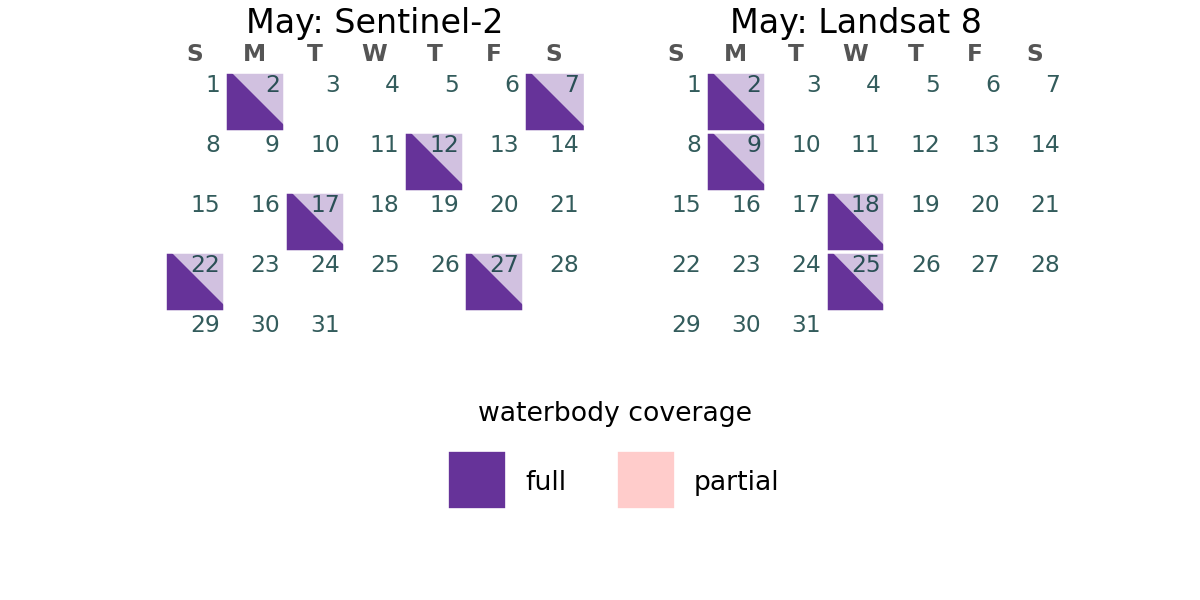 May: Sentinel-2
S M T W T F S
1 2 3 4 5 6 7
8 9 10 11 12 13 14
15 16 17 18 19 20 21
22 23 24 25 26 27 28
29 30 31
May: Landsat 8
S M T W T F S
1 2 3 4 5 6 7
8 9 10 11 12 13 14
15 16 17 18 19 20 21
22 23 24 25 26 27 28
29 30 31
waterbody coverage
full partial